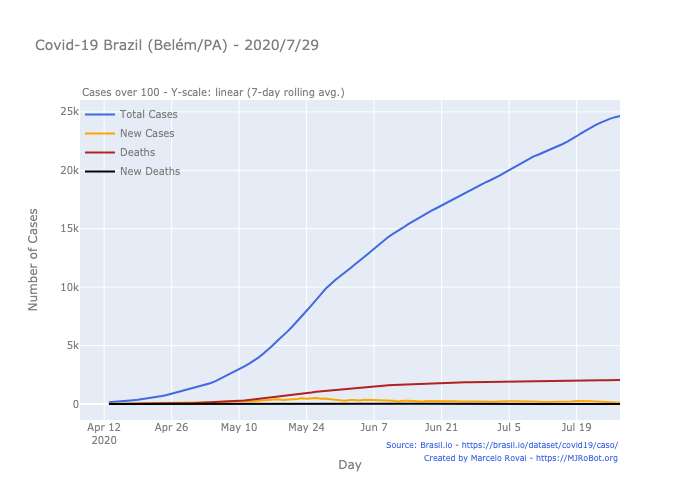 Covid-19 Brazil (Belém/PA) - 2020/7/29
Cases over 100 - Y-scale: linear (7-day rolling avg.)
25k
20k
15k
10k
5k
0
Number of Cases
Total Cases
New Cases
Deaths
New Deaths
Apr 12 Apr 26 May 10 May 24 Jun 7 Jun 21 Jul 5 Jul 19
2020
Day
Source: Brasil.io - https://brasil.io/dataset/covid19/caso/
Created by Marcelo Rovai - https://MJRoBot.org